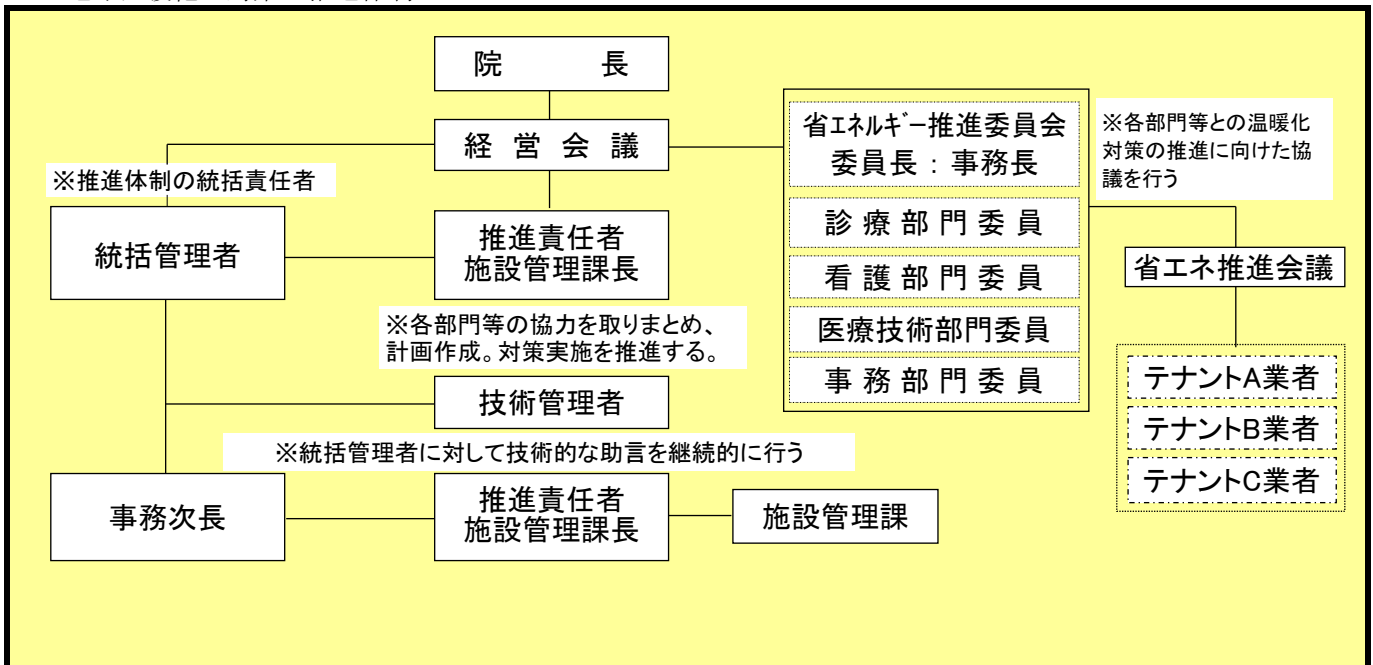 院　　　長
経 営 会 議
※推進体制の統括責任者
統括管理者
推進責任者
施設管理課長
※各部門等の協力を取りまとめ、
計画作成。対策実施を推進する。
技術管理者
※統括管理者に対して技術的な助言を継続的に行う
事務次長
推進責任者
施設管理課長
施設管理課
省ｴﾈﾙｷﾞｰ推進委員会
委員長：事務長
診 療 部 門 委 員
看 護 部 門 委 員
医療技術部門委員
事 務 部 門 委 員
※各部門等との温暖化
対策の推進に向けた協
議を行う
省エネ推進会議
テナントA業者
テナントB業者
テナントC業者